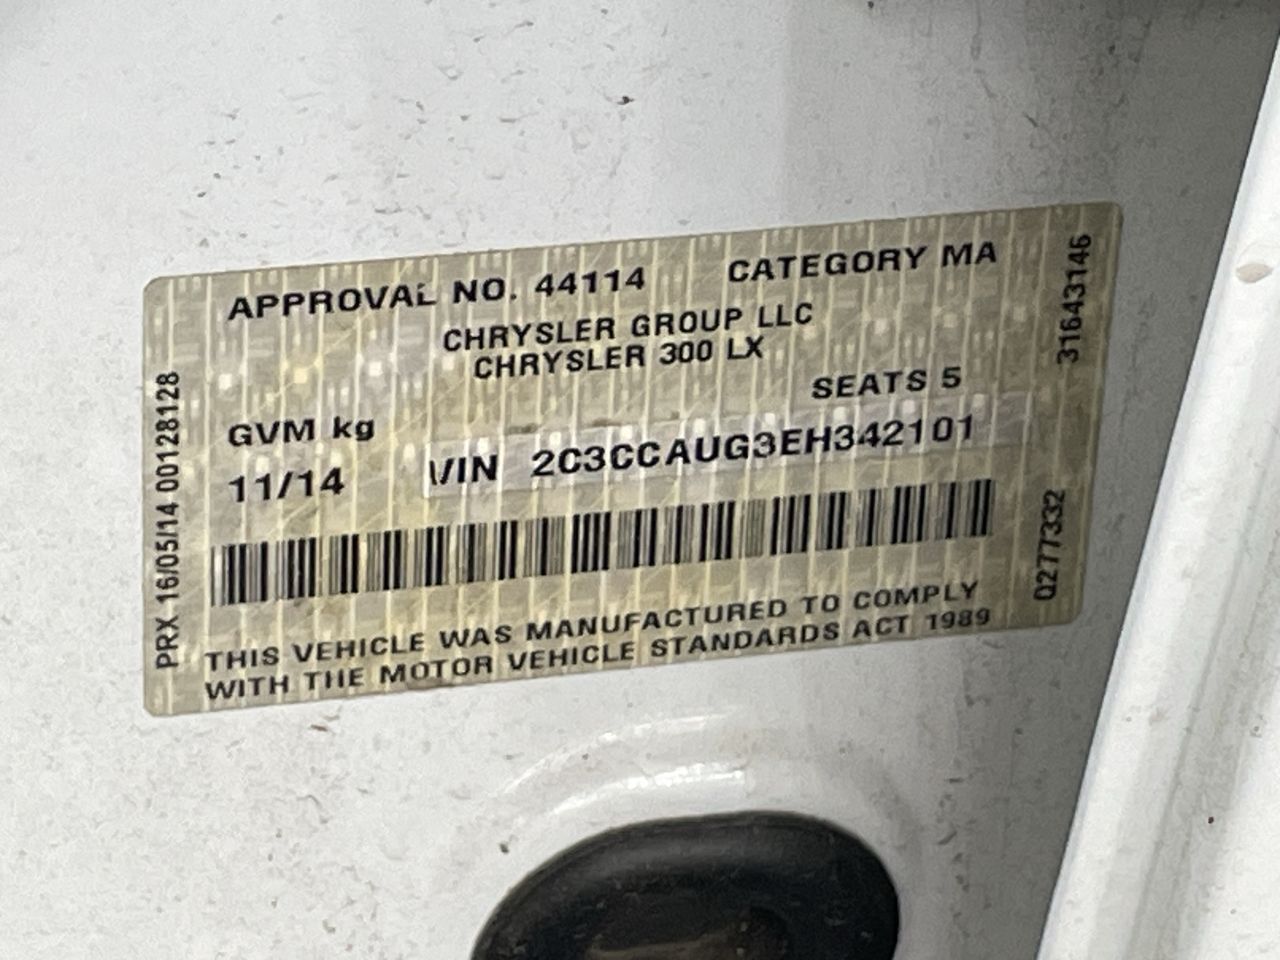 APPROVAL NO. 44114 CATEGORY MA
CHRYSLER GROUP LLC
CHRYSLER 300 LX
SEATS 5
GVM kg
11/14 VIN 2C3CCAUG3EH342101
THIS VEHICLE WAS MANUFACTURED TO COMPLY
WITH THE MOTOR VEHICLE STANDARDS ACT 1989
PRX 16/05/14 00128128
31643146
0277332